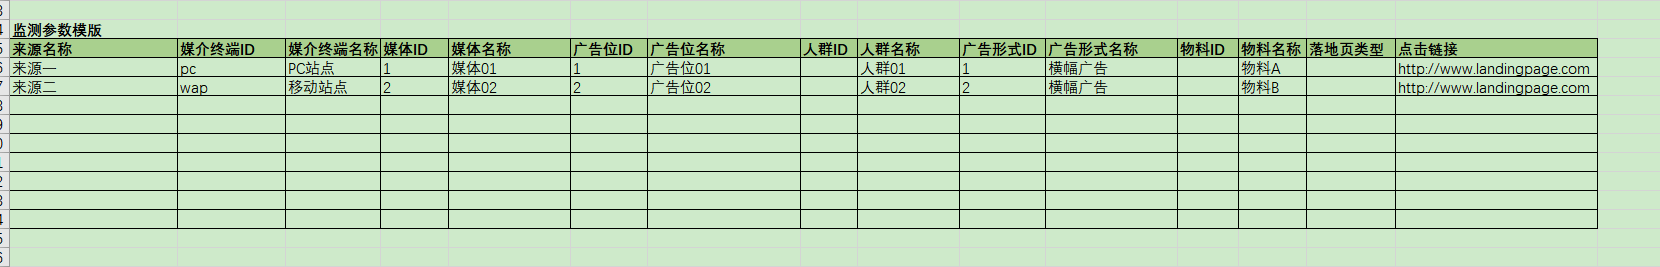 监测参数模版
来源名称 媒介终端ID 媒介终端名称 媒体ID 媒体名称 广告位ID 广告位名称 人群ID 人群名称 广告形式ID 广告形式名称 物料ID 物料名称 落地页类型 点击链接
来源一 pc PC站点 1 媒体01 1 广告位01 人群01 1 横幅广告 物料A http://www.landingpage.com
来源二 wap 移动站点 2 媒体02 2 广告位02 人群02 2 横幅广告 物料B http://www.landingpage.com